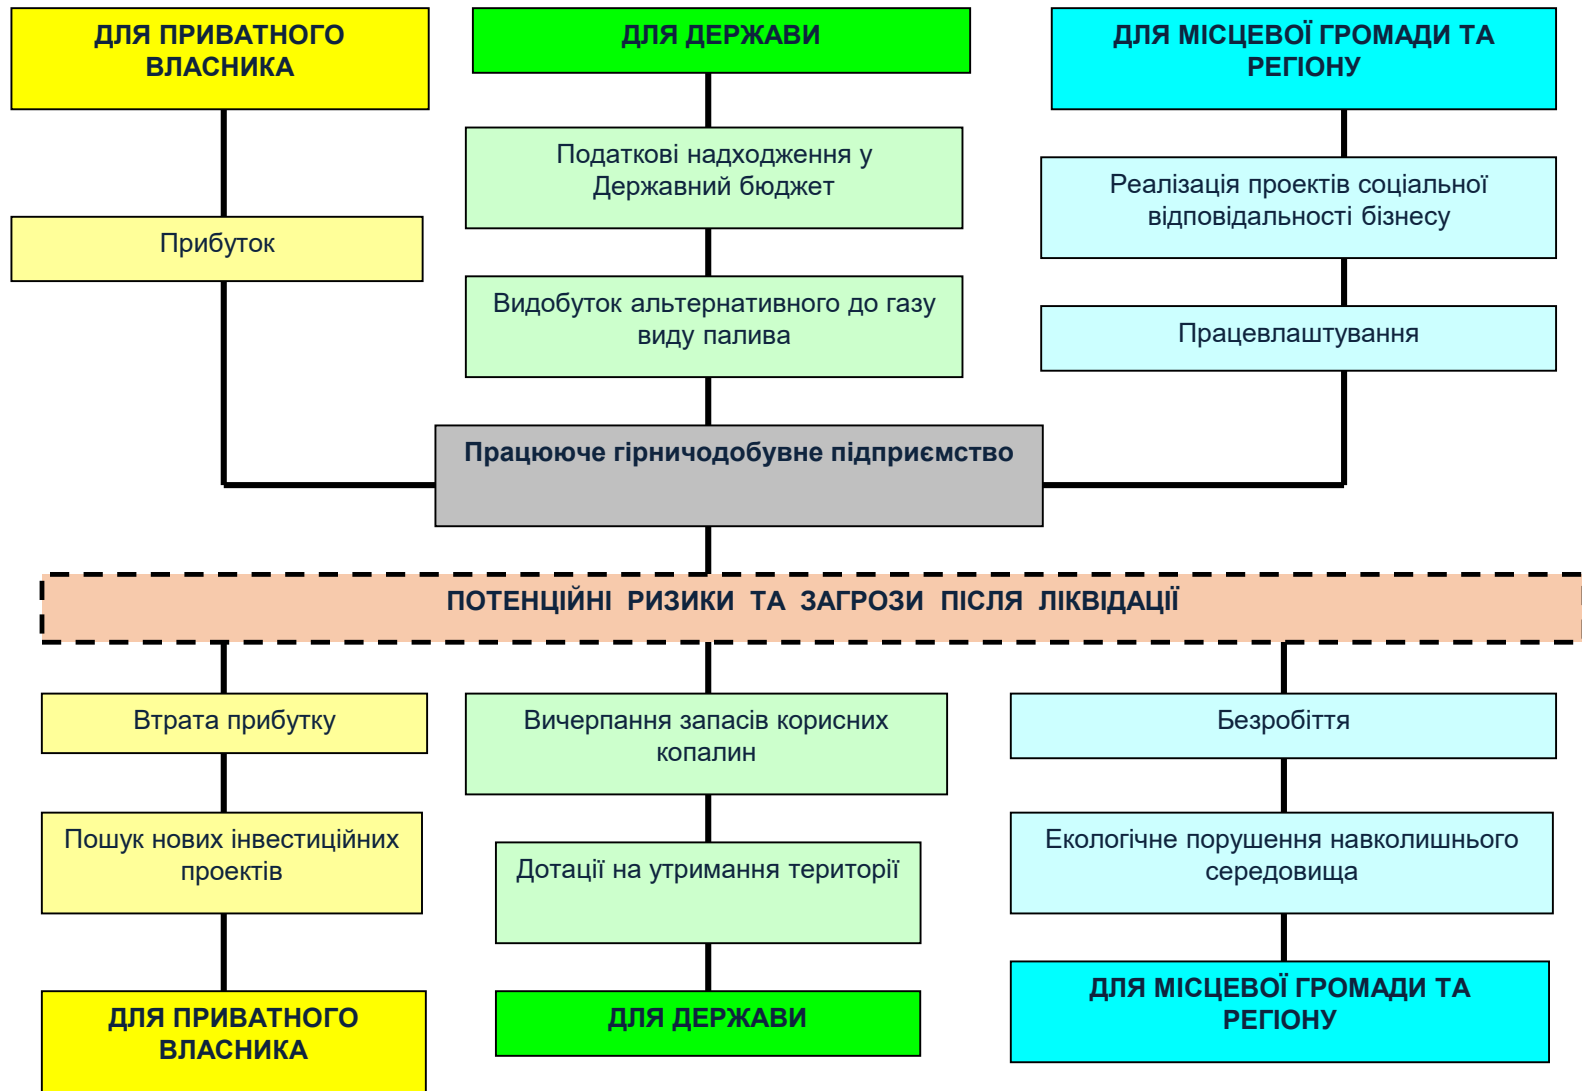 ДЛЯ ПРИВАТНОГО
ВЛАСНИКА
ДЛЯ ДЕРЖАВИ
ДЛЯ МІСЦЕВОЇ ГРОМАДИ ТА
РЕГІОНУ
Прибуток
Податкові надходження у
Державний бюджет
Видобуток альтернативного до газу
виду палива
Реалізація проектів соціальної
відповідальності бізнесу
Працевлаштування
Працююче гірничодобувне підприємство
ПОТЕНЦІЙНІ РИЗИКИ ТА ЗАГРОЗИ ПІСЛЯ ЛІКВІДАЦІЇ
Втрата прибутку
Пошук нових інвестиційних
проектів
ДЛЯ ПРИВАТНОГО
ВЛАСНИКА
Вичерпання запасів корисних
копалин
Дотації на утримання території
ДЛЯ ДЕРЖАВИ
Безробіття
Екологічне порушення навколишнього
середовища
ДЛЯ МІСЦЕВОЇ ГРОМАДИ ТА
РЕГІОНУ